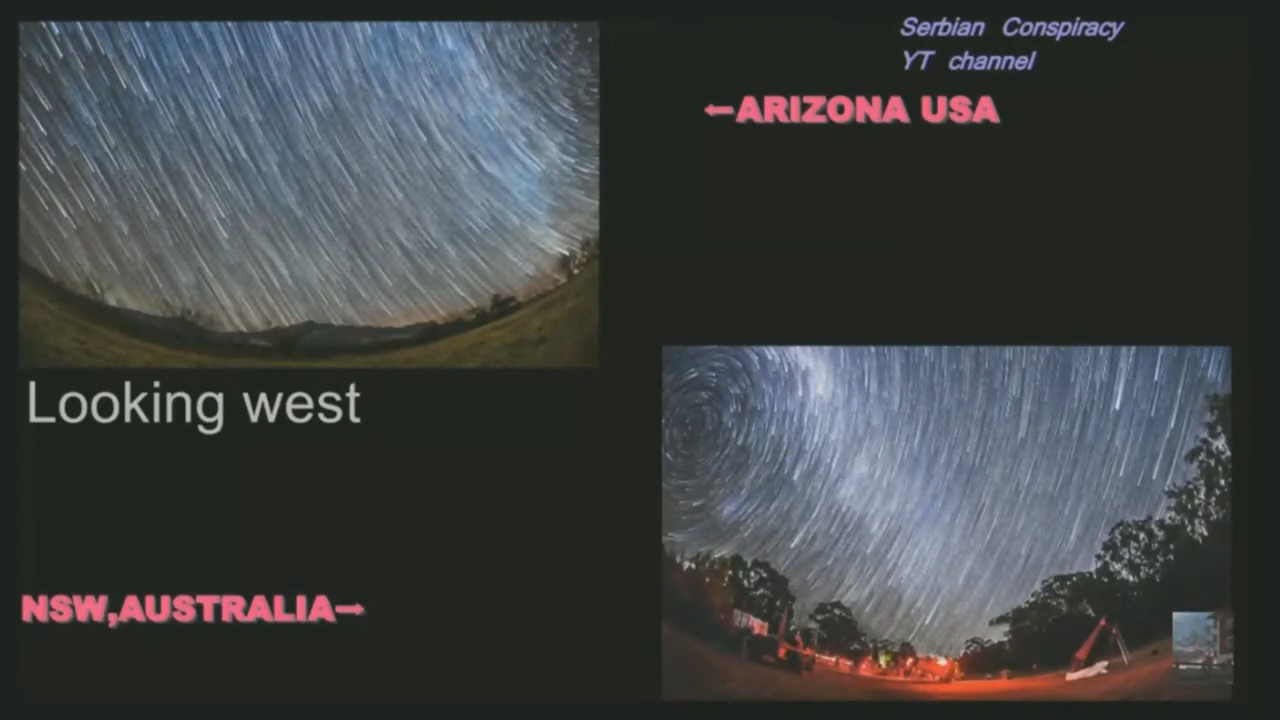 Serbian Conspiracy
YT channel
←ARIZONA USA
Looking west
NSW,AUSTRALIA→